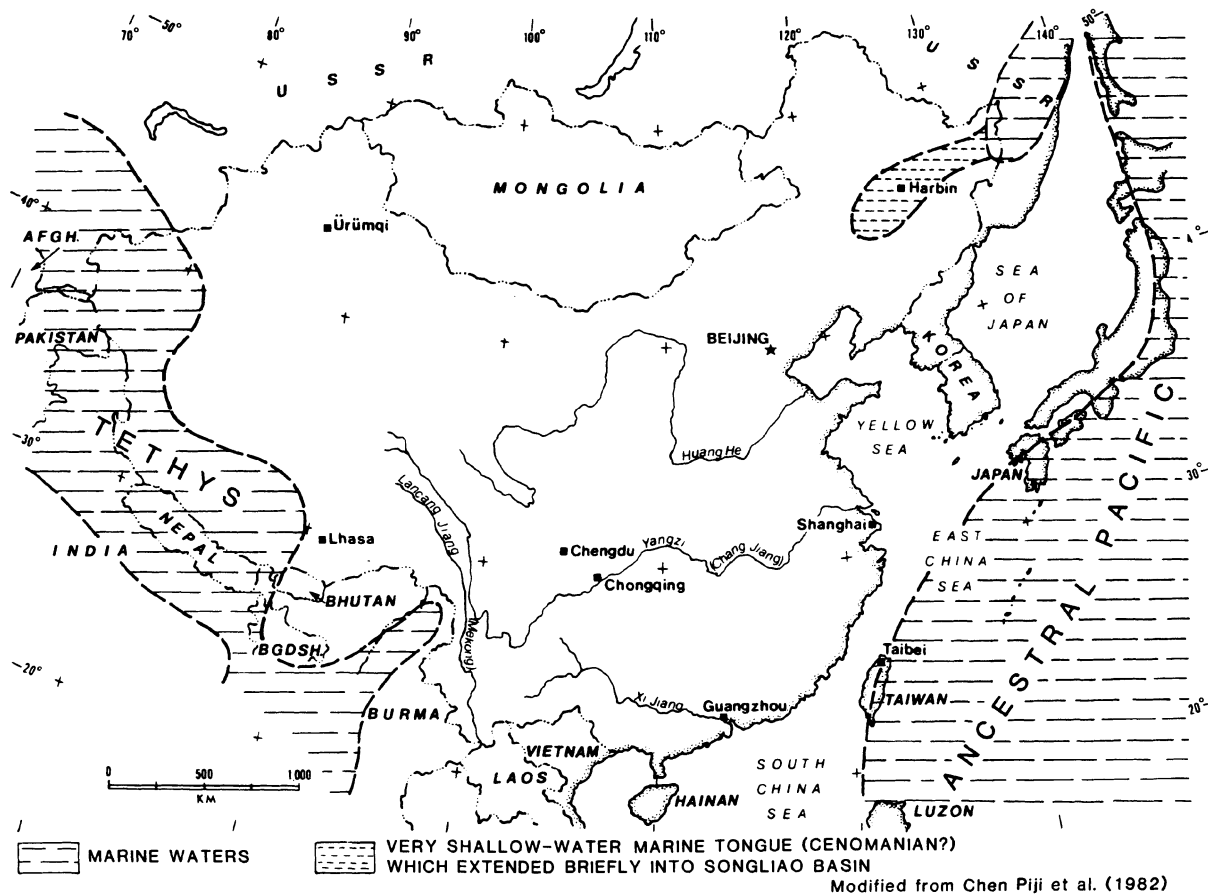 70° 50° 80° 90° 100° 110° 120° 130° 140° 50°
U S S R
U S S R
MONGOLIA
Harbin
40°
AFGH.
Ürümqi
SEA
OF
JAPAN
PAKISTAN
BEIJING
KOREA
TETHYS
30°
YELLOW
SEA
Huang He
JAPAN
30°
ANCESTRAL PACIFIC
Lancang Jiang
NEPAL
INDIA
Lhasa
Shanghai
EAST
CHINA
SEA
Chengdu
Yangzi
(Chang Jiang)
Chongqing
BHUTAN
(Mekong)
BGDSH.
20°
Taibei
TAIWAN
20°
Xi Jiang
Guangzhou
BURMA
VIETNAM
LAOS
HAINAN
SOUTH
CHINA
SEA
LUZON
0 500 1,000
KM
MARINE WATERS
VERY SHALLOW-WATER MARINE TONGUE (CENOMANIAN?)
WHICH EXTENDED BRIEFLY INTO SONGLIAO BASIN
Modified from Chen Piji et al. (1982)